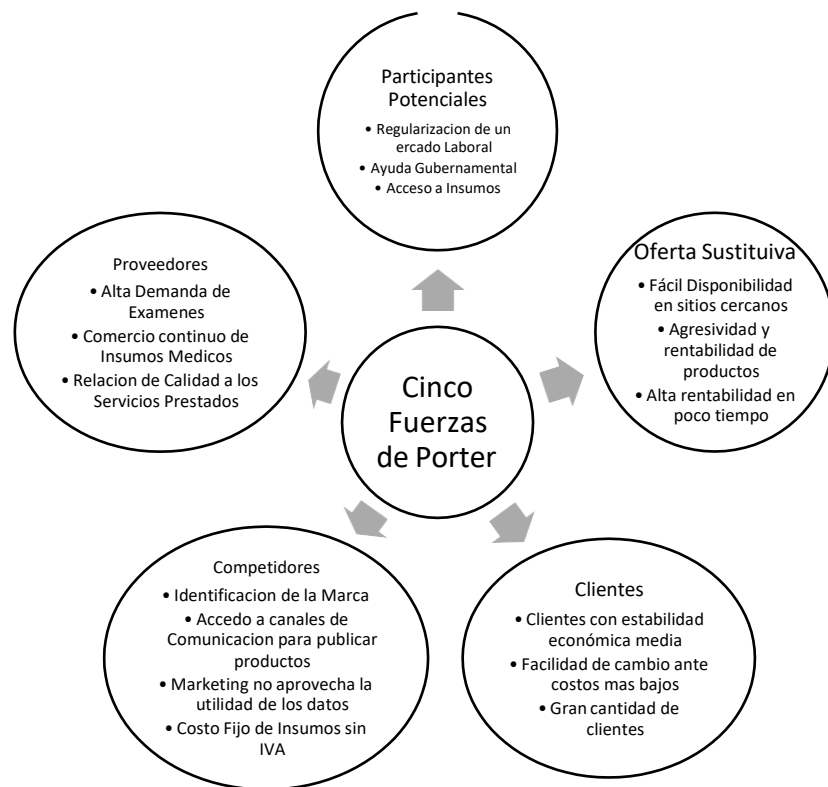 Participantes
Potenciales
• Regularizacion de un
ercado Laboral
• Ayuda Gubernamental
• Acceso a Insumos
Oferta Sustituiva
• Fácil Disponibilidad
en sitios cercanos
• Agresividad y
rentabilidad de
productos
• Alta rentabilidad en
poco tiempo
Proveedores
• Alta Demanda de
Examenes
• Comercio continuo de
Insumos Medicos
• Relacion de Calidad a los
Servicios Prestados
Cinco
Fuerzas
de Porter
Competidores
• Identificacion de la Marca
• Accedo a canales de
Comunicacion para publicar
productos
• Marketing no aprovecha la
utilidad de los datos
• Costo Fijo de Insumos sin
IVA
Clientes
• Clientes con estabilidad
económica media
• Facilidad de cambio ante
costos mas bajos
• Gran cantidad de
clientes